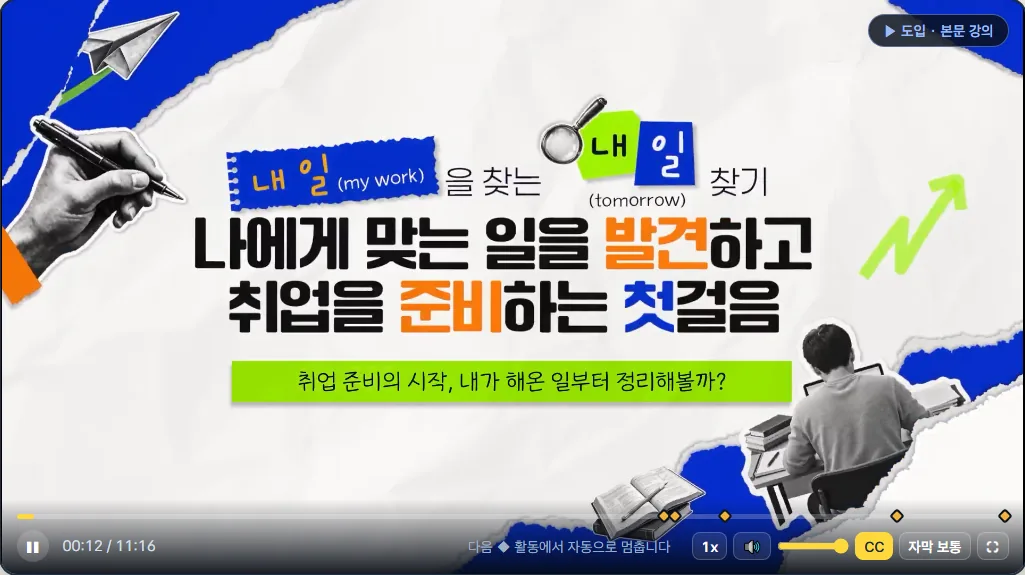 ▶ 도입 · 본문 강의
내 일 (my work) 을 찾는 내 일 (tomorrow) 찾기
나에게 맞는 일을 발견하고
취업을 준비하는 첫걸음
취업 준비의 시작, 내가 해온 일부터 정리해볼까?
00:12 / 11:16 다음 ◆ 활동에서 자동으로 멈춥니다 1x CC 자막 보통